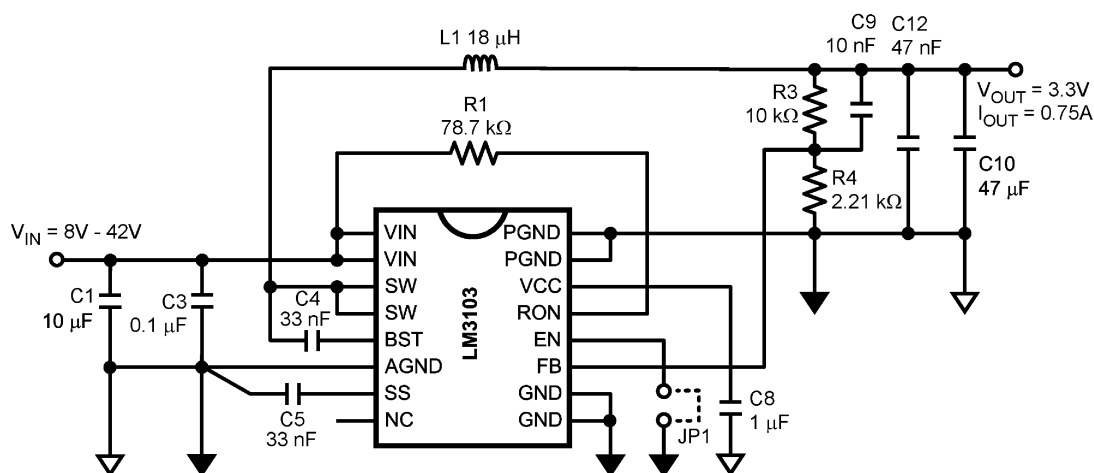 C9 C12
10 nF 47 nF
L1 18 μH
R1
78.7 kΩ
R3
10 kΩ
VOUT = 3.3V
IOUT = 0.75A
R4
2.21 kΩ
C10
47 μF
VIN = 8V - 42V
C1
10 μF
C3
0.1 μF
C4
33 nF
C5
33 nF
VIN
VIN
SW
SW
BST
AGND
SS
NC
LM3103
PGND
PGND
VCC
RON
EN
FB
GND
GND
JP1
C8
1 μF